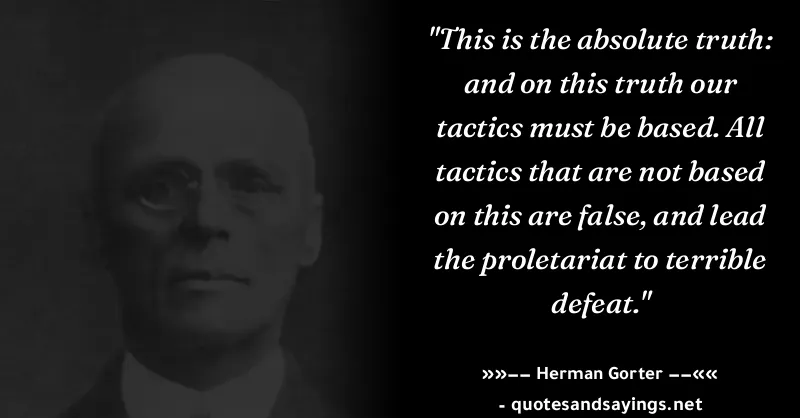 "This is the absolute truth:
and on this truth our
tactics must be based. All
tactics that are not based
on this are false, and lead
the proletariat to terrible
defeat."
»»–– Herman Gorter ––««
- quotesandsayings.net